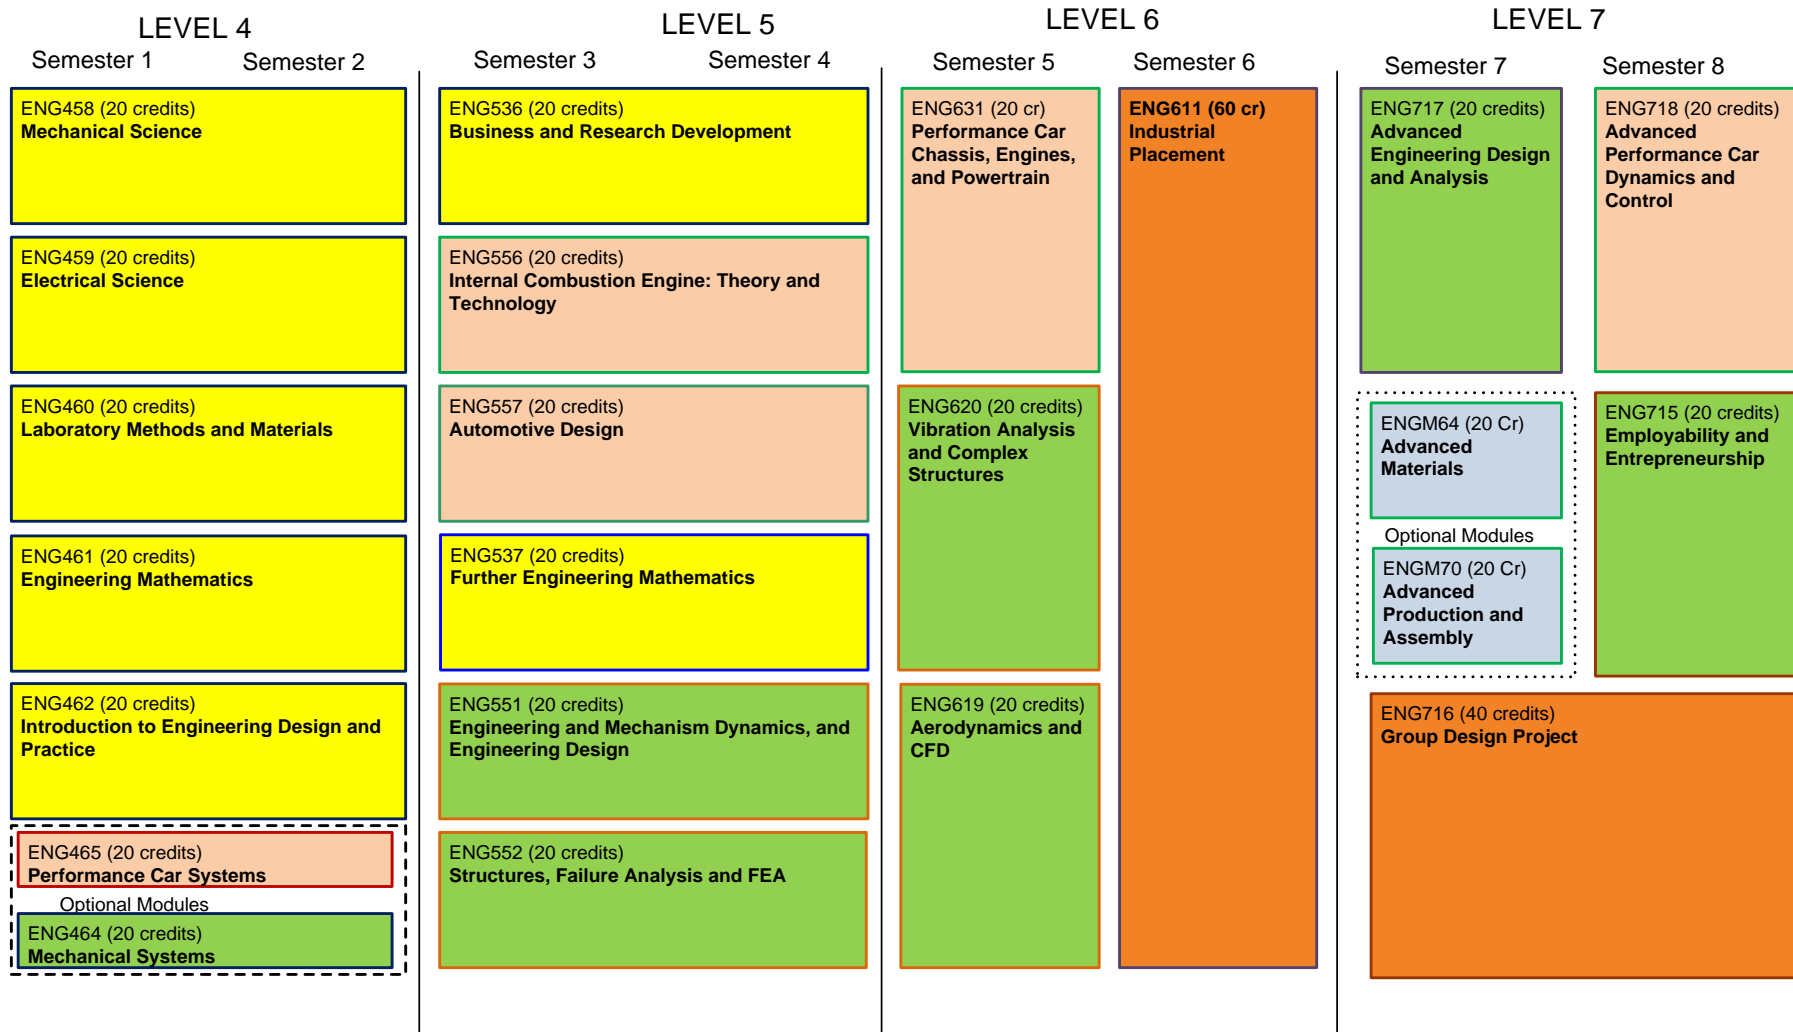 LEVEL 4
Semester 1
Semester 2
ENG458 (20 credits)
Mechanical Science
ENG459 (20 credits)
Electrical Science
ENG460 (20 credits)
Laboratory Methods and Materials
ENG461 (20 credits)
Engineering Mathematics
ENG462 (20 credits)
Introduction to Engineering Design and
Practice
ENG465 (20 credits)
Performance Car Systems
Optional Modules
ENG464 (20 credits)
Mechanical Systems
LEVEL 5
Semester 3
Semester 4
ENG536 (20 credits)
Business and Research Development
ENG556 (20 credits)
Internal Combustion Engine: Theory and
Technology
ENG557 (20 credits)
Automotive Design
ENG537 (20 credits)
Further Engineering Mathematics
ENG551 (20 credits)
Engineering and Mechanism Dynamics, and
Engineering Design
ENG552 (20 credits)
Structures, Failure Analysis and FEA
LEVEL 6
Semester 5
Semester 6
ENG631 (20 cr)
Performance Car
Chassis, Engines,
and Powertrain
ENG620 (20 credits)
Vibration Analysis
and Complex
Structures
ENG619 (20 credits)
Aerodynamics and
CFD
ENG611 (60 cr)
Industrial
Placement
LEVEL 7
Semester 7
Semester 8
ENG717 (20 credits)
Advanced
Engineering Design
and Analysis
ENG718 (20 credits)
Advanced
Performance Car
Dynamics and
Control
ENGM64 (20 Cr)
Advanced
Materials
Optional Modules
ENGM70 (20 Cr)
Advanced
Production and
Assembly
ENG715 (20 credits)
Employability and
Entrepreneurship
ENG716 (40 credits)
Group Design Project